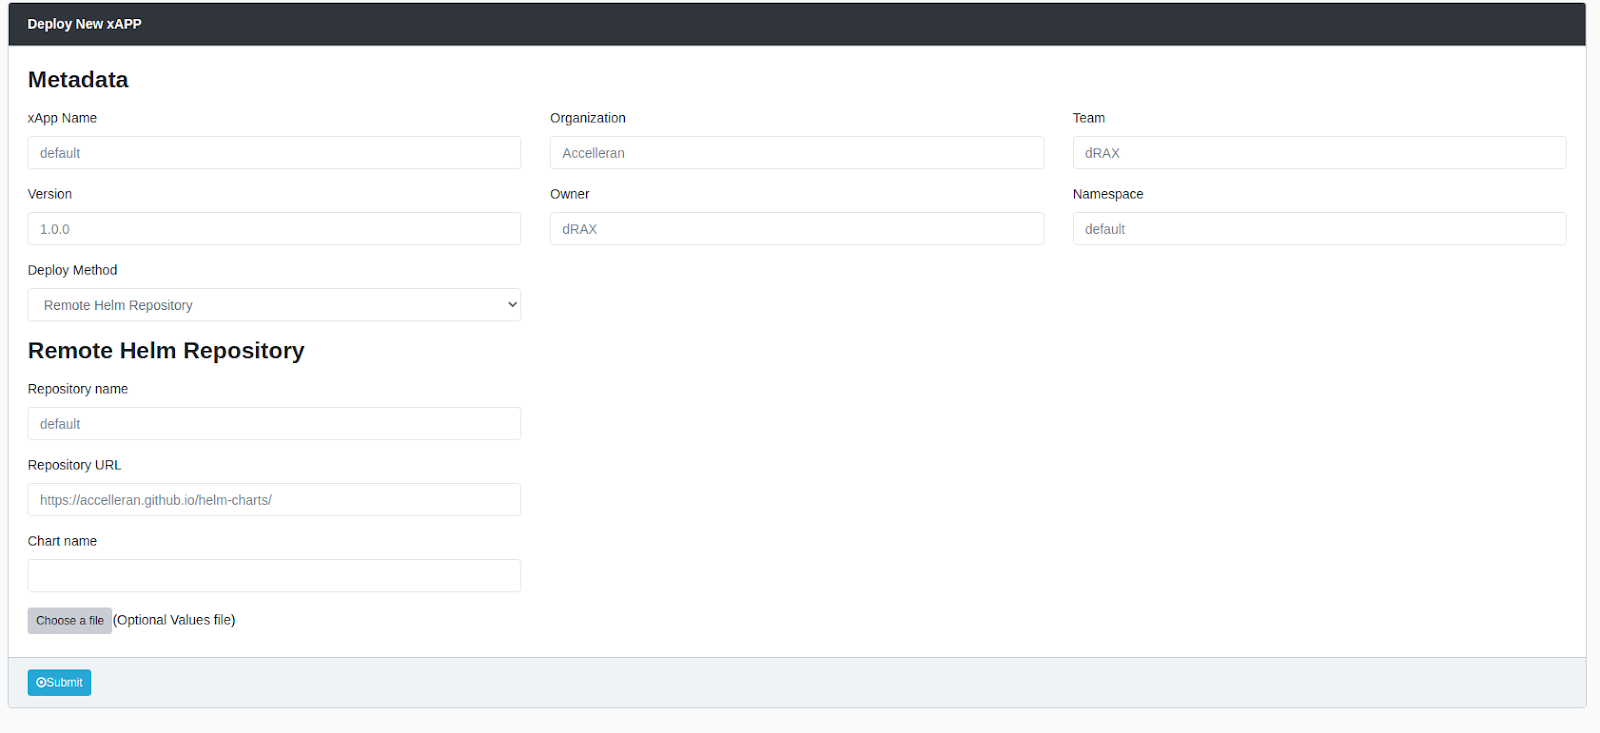 Deploy New xAPP
Metadata
xApp Name
Organization
Team
default
Accelleran
dRAX
Version
Owner
Namespace
1.0.0
dRAX
default
Deploy Method
Remote Helm Repository
Remote Helm Repository
Repository name
default
Repository URL
https://accelleran.github.io/helm-charts/
Chart name
Choose a file (Optional Values file)
Submit